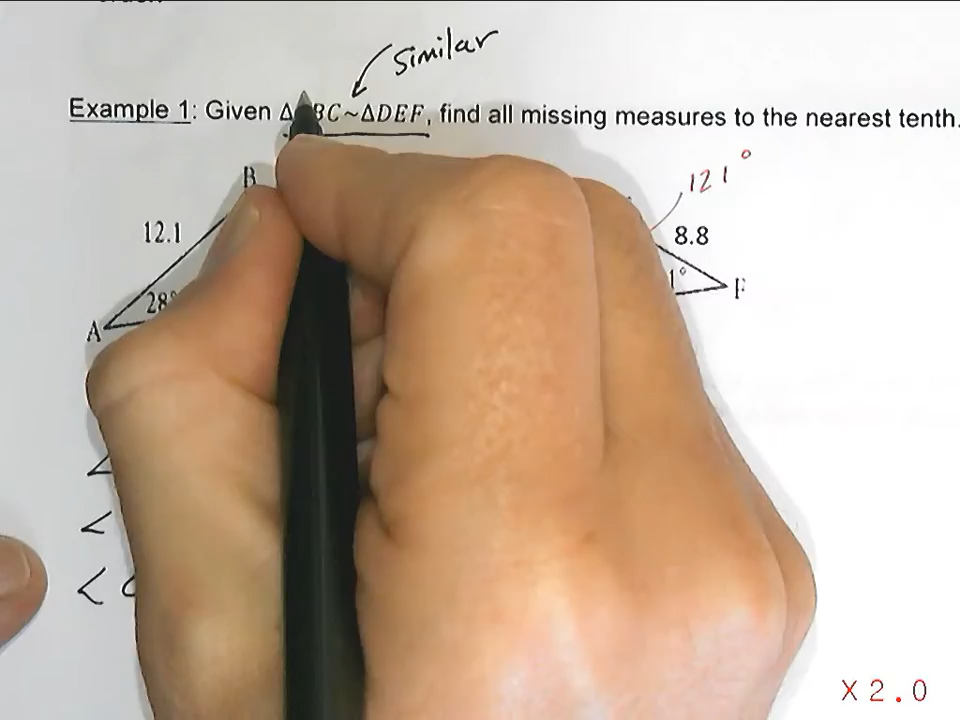 similar
Example 1: Given Δ BC~ΔDEF, find all missing measures to the nearest tenth.
B
121°
12.1
8.8
28°
1°
F
A
<
<
<
X 2.0